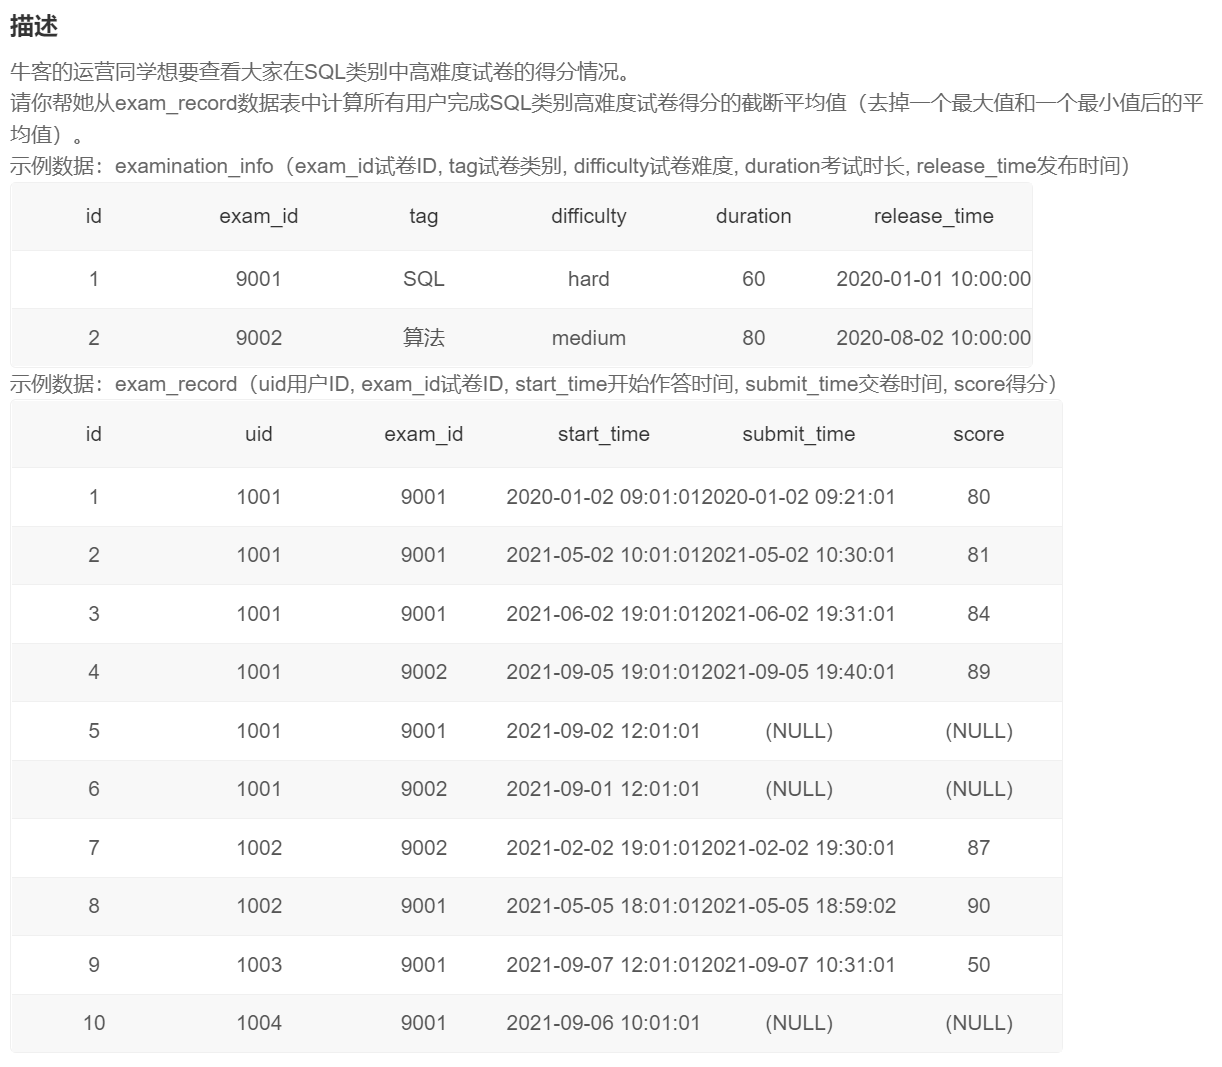 描述
牛客的运营同学想要查看大家在SQL类别中高难度试卷的得分情况。
请你帮她从exam_record数据表中计算所有用户完成SQL类别高难度试卷得分的截断平均值（去掉一个最大值和一个最小值后的平
均值）。
示例数据：examination_info（exam_id试卷ID, tag试卷类别, difficulty试卷难度, duration考试时长, release_time发布时间）
id exam_id tag difficulty duration release_time
1 9001 SQL hard 60 2020-01-01 10:00:00
2 9002 算法 medium 80 2020-08-02 10:00:00
示例数据：exam_record（uid用户ID, exam_id试卷ID, start_time开始作答时间, submit_time交卷时间, score得分）
id uid exam_id start_time submit_time score
1 1001 9001 2020-01-02 09:01:01 2020-01-02 09:21:01 80
2 1001 9001 2021-05-02 10:01:01 2021-05-02 10:30:01 81
3 1001 9001 2021-06-02 19:01:01 2021-06-02 19:31:01 84
4 1001 9002 2021-09-05 19:01:01 2021-09-05 19:40:01 89
5 1001 9001 2021-09-02 12:01:01 (NULL) (NULL)
6 1001 9002 2021-09-01 12:01:01 (NULL) (NULL)
7 1002 9002 2021-02-02 19:01:01 2021-02-02 19:30:01 87
8 1002 9001 2021-05-05 18:01:01 2021-05-05 18:59:02 90
9 1003 9001 2021-09-07 12:01:01 2021-09-07 10:31:01 50
10 1004 9001 2021-09-06 10:01:01 (NULL) (NULL)